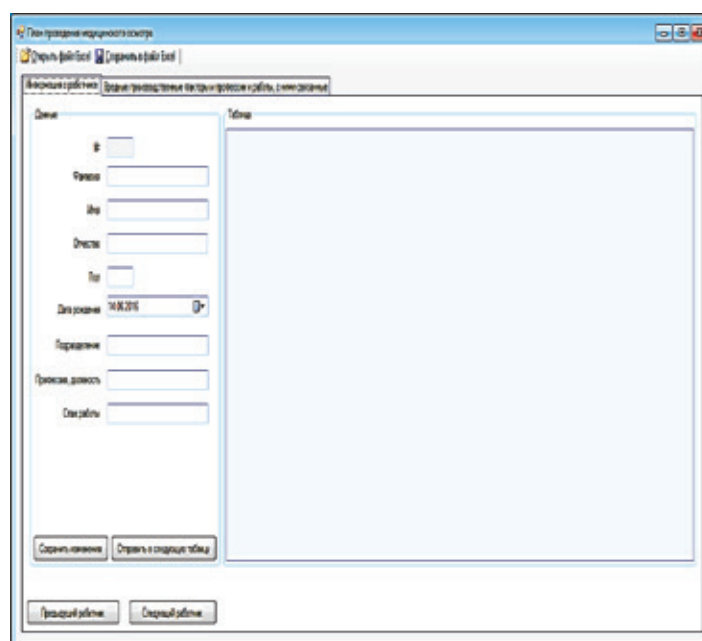 План проведения медицинского осмотра
Открыть файл Excel Сохранить в файл Excel
Информация о работнике Вредные производственные факторы и профессии и работы, с ними связанные
Данные
Таблица
Фамилия
Имя
Отчество
Пол
Дата рождения 14.06.2016
Подразделение
Профессия, должность
Стаж работы
Сохранить изменения Отправить в следующую таблицу
Предыдущий работник Следующий работник